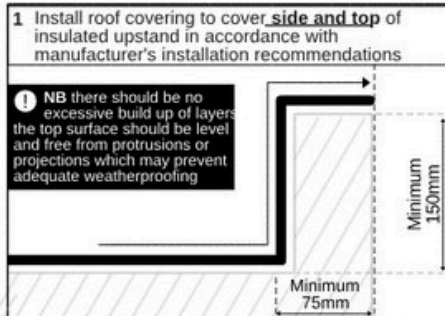 1 Install roof covering to cover side and top of
insulated upstand in accordance with
manufacturer's installation recommendations
! NB there should be no
excessive build up of layers
the top surface should be level
and free from protrusions or
projections which may prevent
adequate weatherproofing
Minimum
150mm
Minimum
75mm